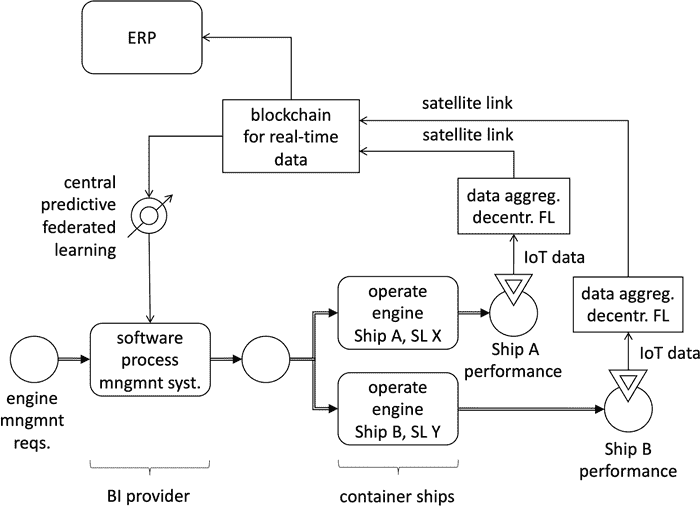 ERP
blockchain
for real-time
data
satellite link
satellite link
central
predictive
federated
learning
data aggreg.
decentr. FL
IoT data
data aggreg.
decentr. FL
IoT data
engine
mngmnt
reqs.
software
process
mngmnt syst.
operate
engine
Ship A, SL X
operate
engine
Ship B, SL Y
Ship A
performance
Ship B
performance
BI provider
container ships